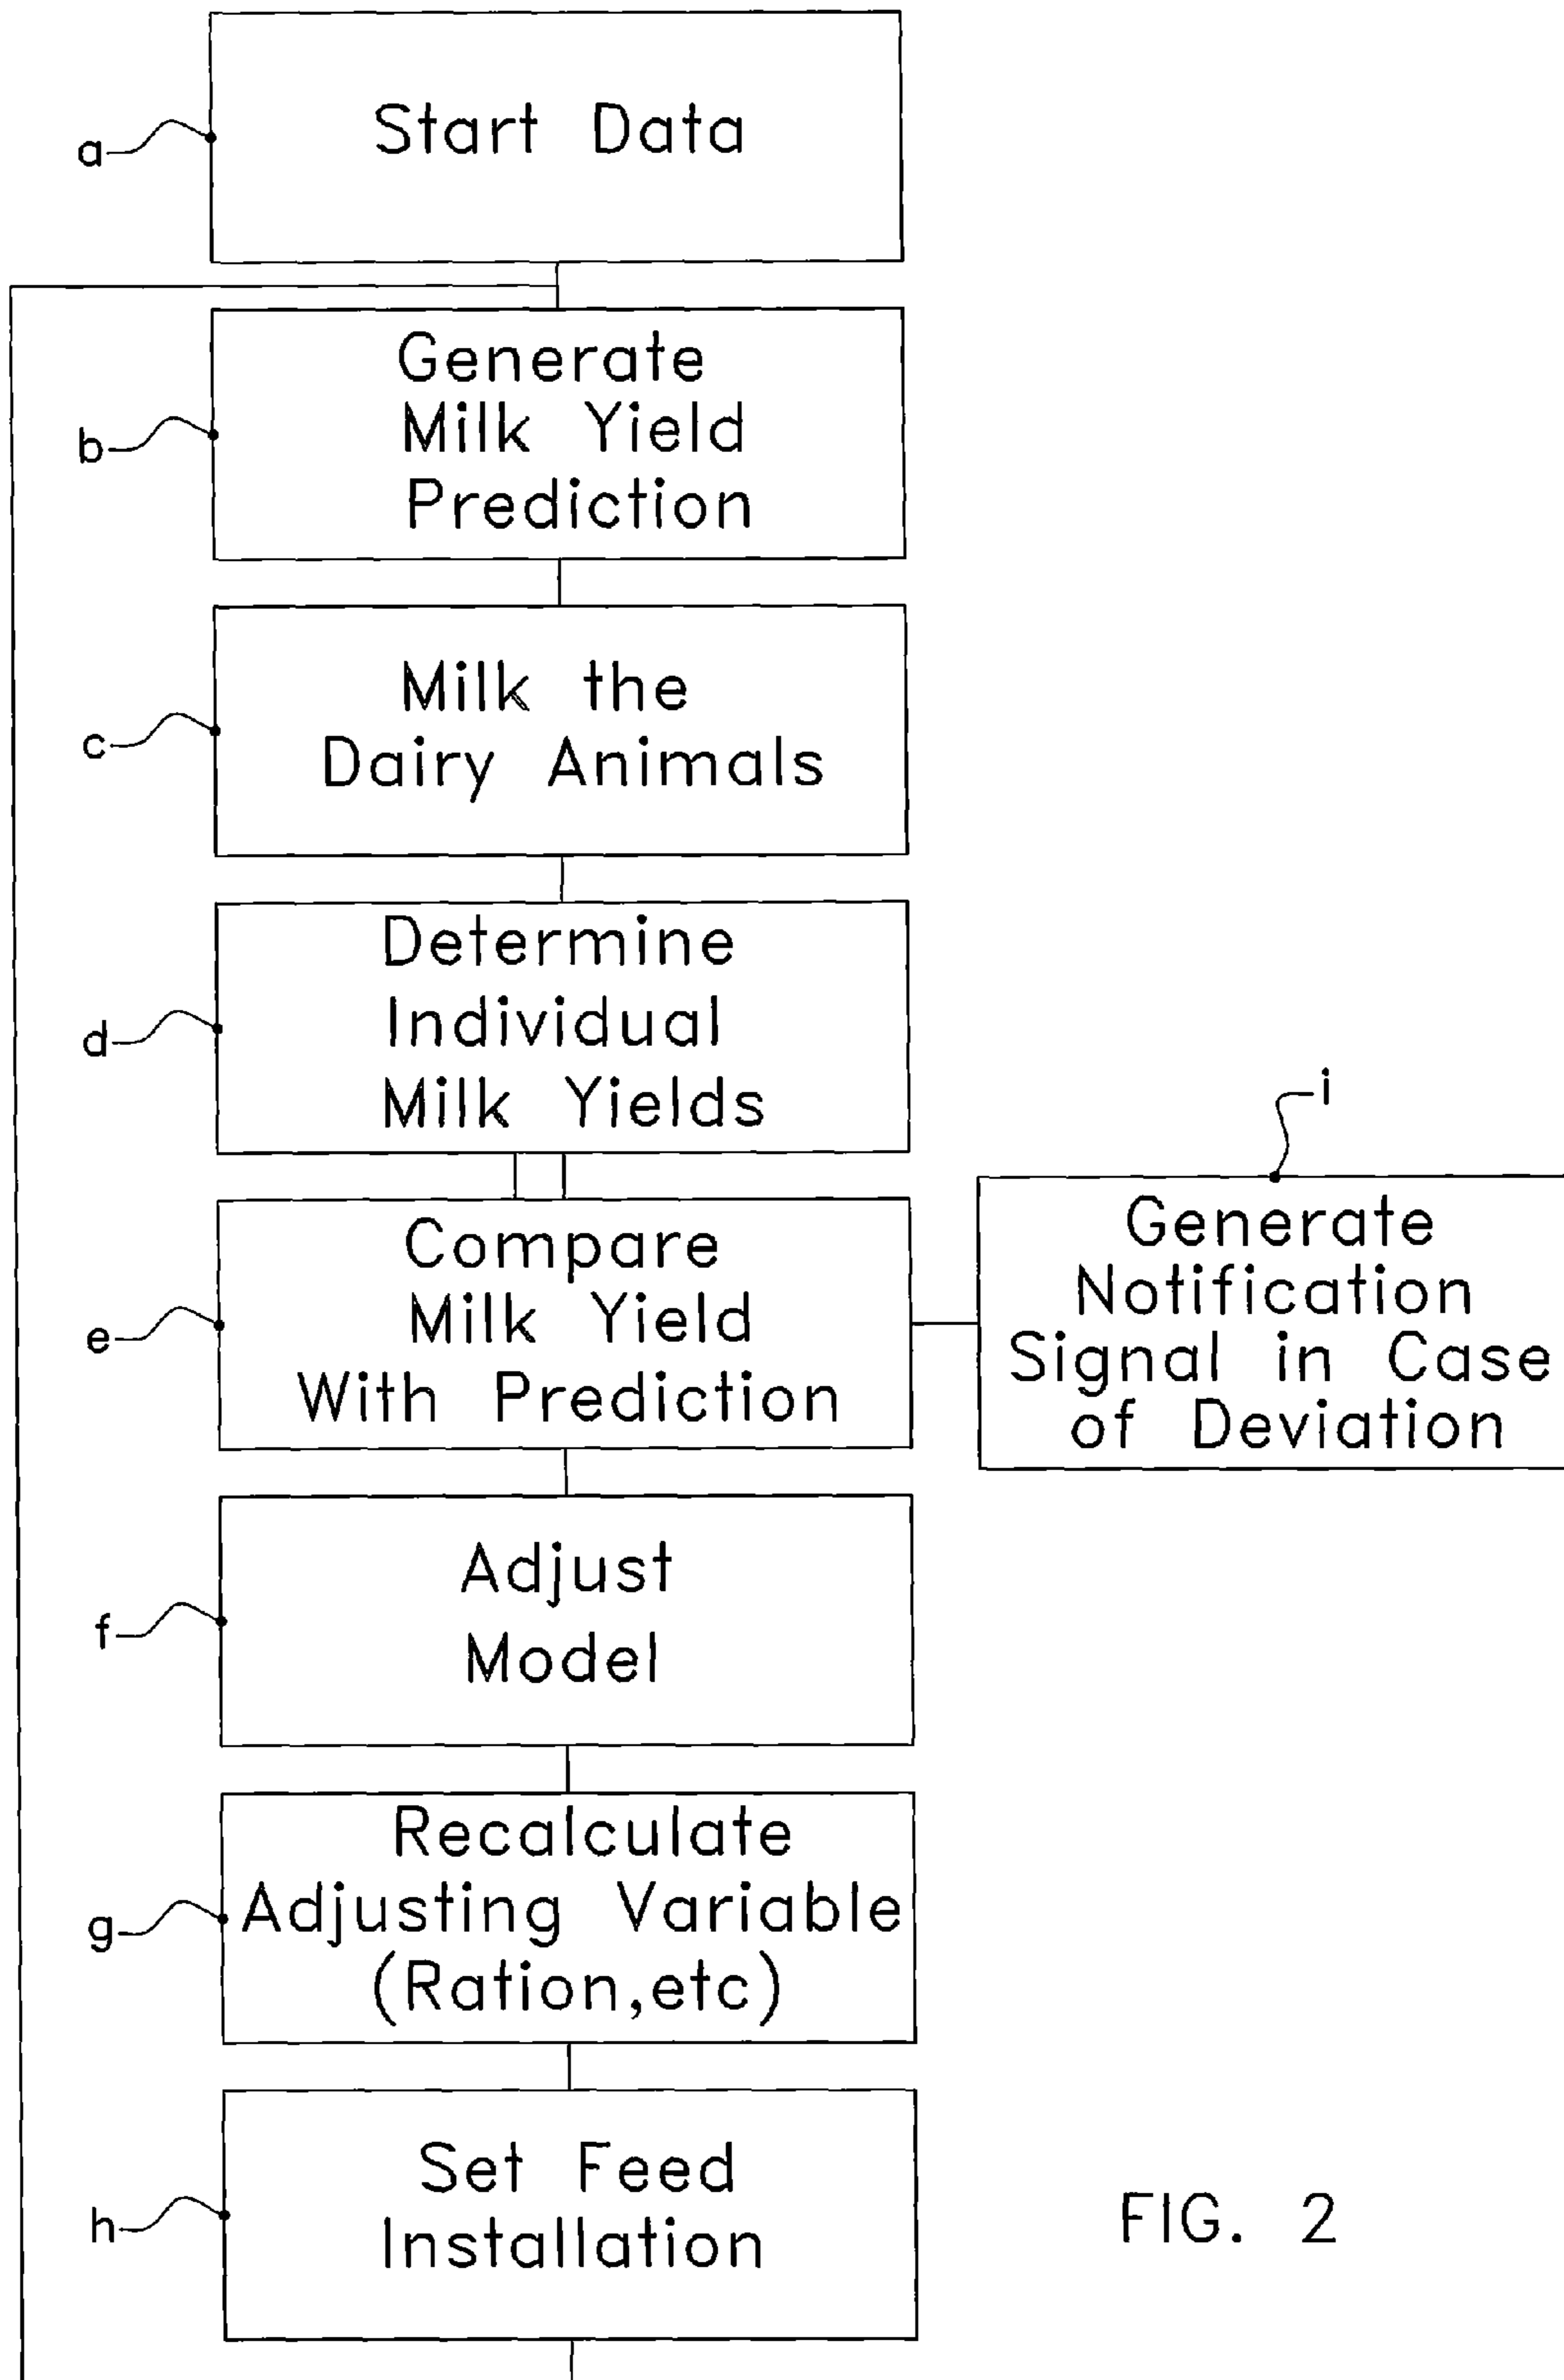 a
Start Data
b
Generate
Milk Yield
Prediction
c
Milk the
Dairy Animals
d
Determine
Individual
Milk Yields
e
Compare
Milk Yield
With Prediction
i
Generate
Notification
Signal in Case
of Deviation
f
Adjust
Model
g
Recalculate
Adjusting Variable
(Ration,etc)
h
Set Feed
Installation
FIG. 2